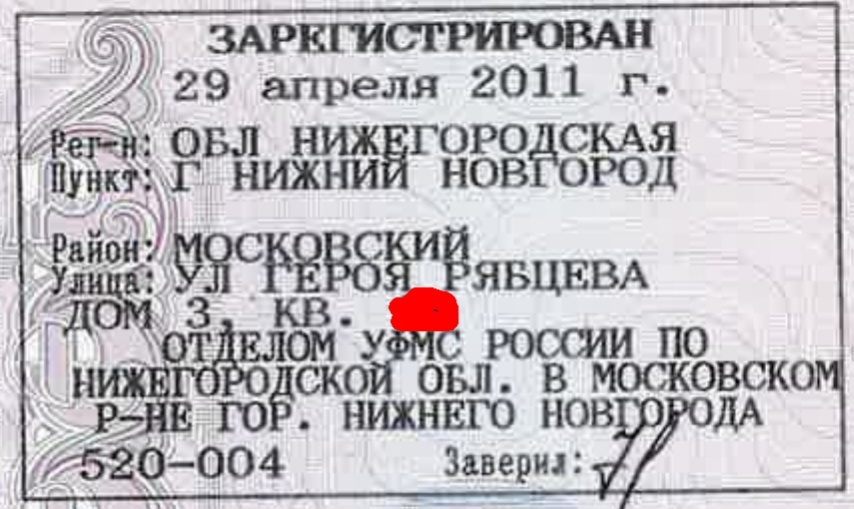 ЗАРЕГИСТРИРОВАН
29 апреля 2011 г.
Рег-н: ОБЛ НИЖЕГОРОДСКАЯ
Пункт: Г НИЖНИЙ НОВГОРОД
Район: МОСКОВСКИЙ
Улица: УЛ ГЕРОЯ РЯБЦЕВА
ДОМ 3, КВ.
ОТДЕЛОМ УФМС РОССИИ ПО
НИЖЕГОРОДСКОЙ ОБЛ. В МОСКОВСКОМ
Р-НЕ ГОР. НИЖНЕГО НОВГОРОДА
520-004 Заверил: